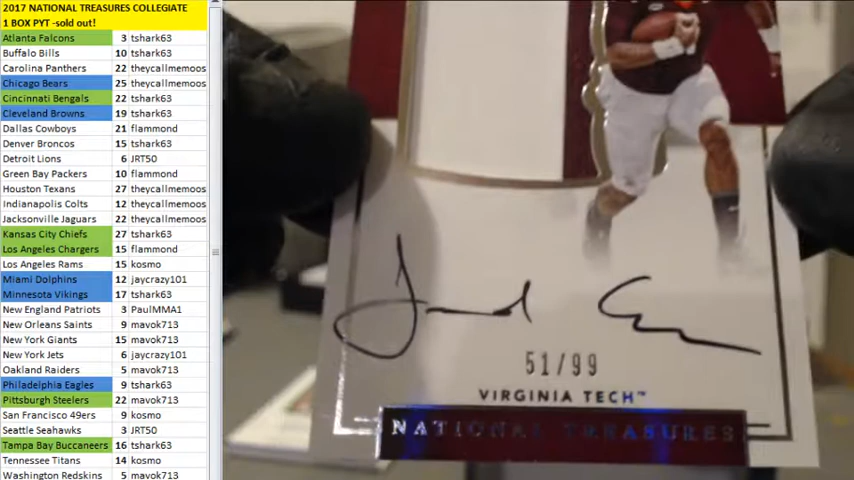 2017 NATIONAL TREASURES COLLEGIATE
1 BOX PYT -sold out!
Atlanta Falcons 3 tshark63
Buffalo Bills 10 tshark63
Carolina Panthers 22 theycallmemoos
Chicago Bears 25 theycallmemoos
Cincinnati Bengals 22 tshark63
Cleveland Browns 19 tshark63
Dallas Cowboys 21 flammond
Denver Broncos 15 tshark63
Detroit Lions 6 JRT50
Green Bay Packers 10 flammond
Houston Texans 27 theycallmemoos
Indianapolis Colts 12 theycallmemoos
Jacksonville Jaguars 22 theycallmemoos
Kansas City Chiefs 27 tshark63
Los Angeles Chargers 15 flammond
Los Angeles Rams 15 kosmo
Miami Dolphins 12 jaycrazy101
Minnesota Vikings 17 tshark63
New England Patriots 3 PaulMMA1
New Orleans Saints 9 mavok713
New York Giants 15 mavok713
New York Jets 6 jaycrazy101
Oakland Raiders 5 mavok713
Philadelphia Eagles 9 tshark63
Pittsburgh Steelers 22 mavok713
San Francisco 49ers 9 kosmo
Seattle Seahawks 3 JRT50
Tampa Bay Buccaneers 16 tshark63
Tennessee Titans 14 kosmo
Washington Redskins 5 mavok713
51/99
VIRGINIA TECH™
NATIONAL TREASURES